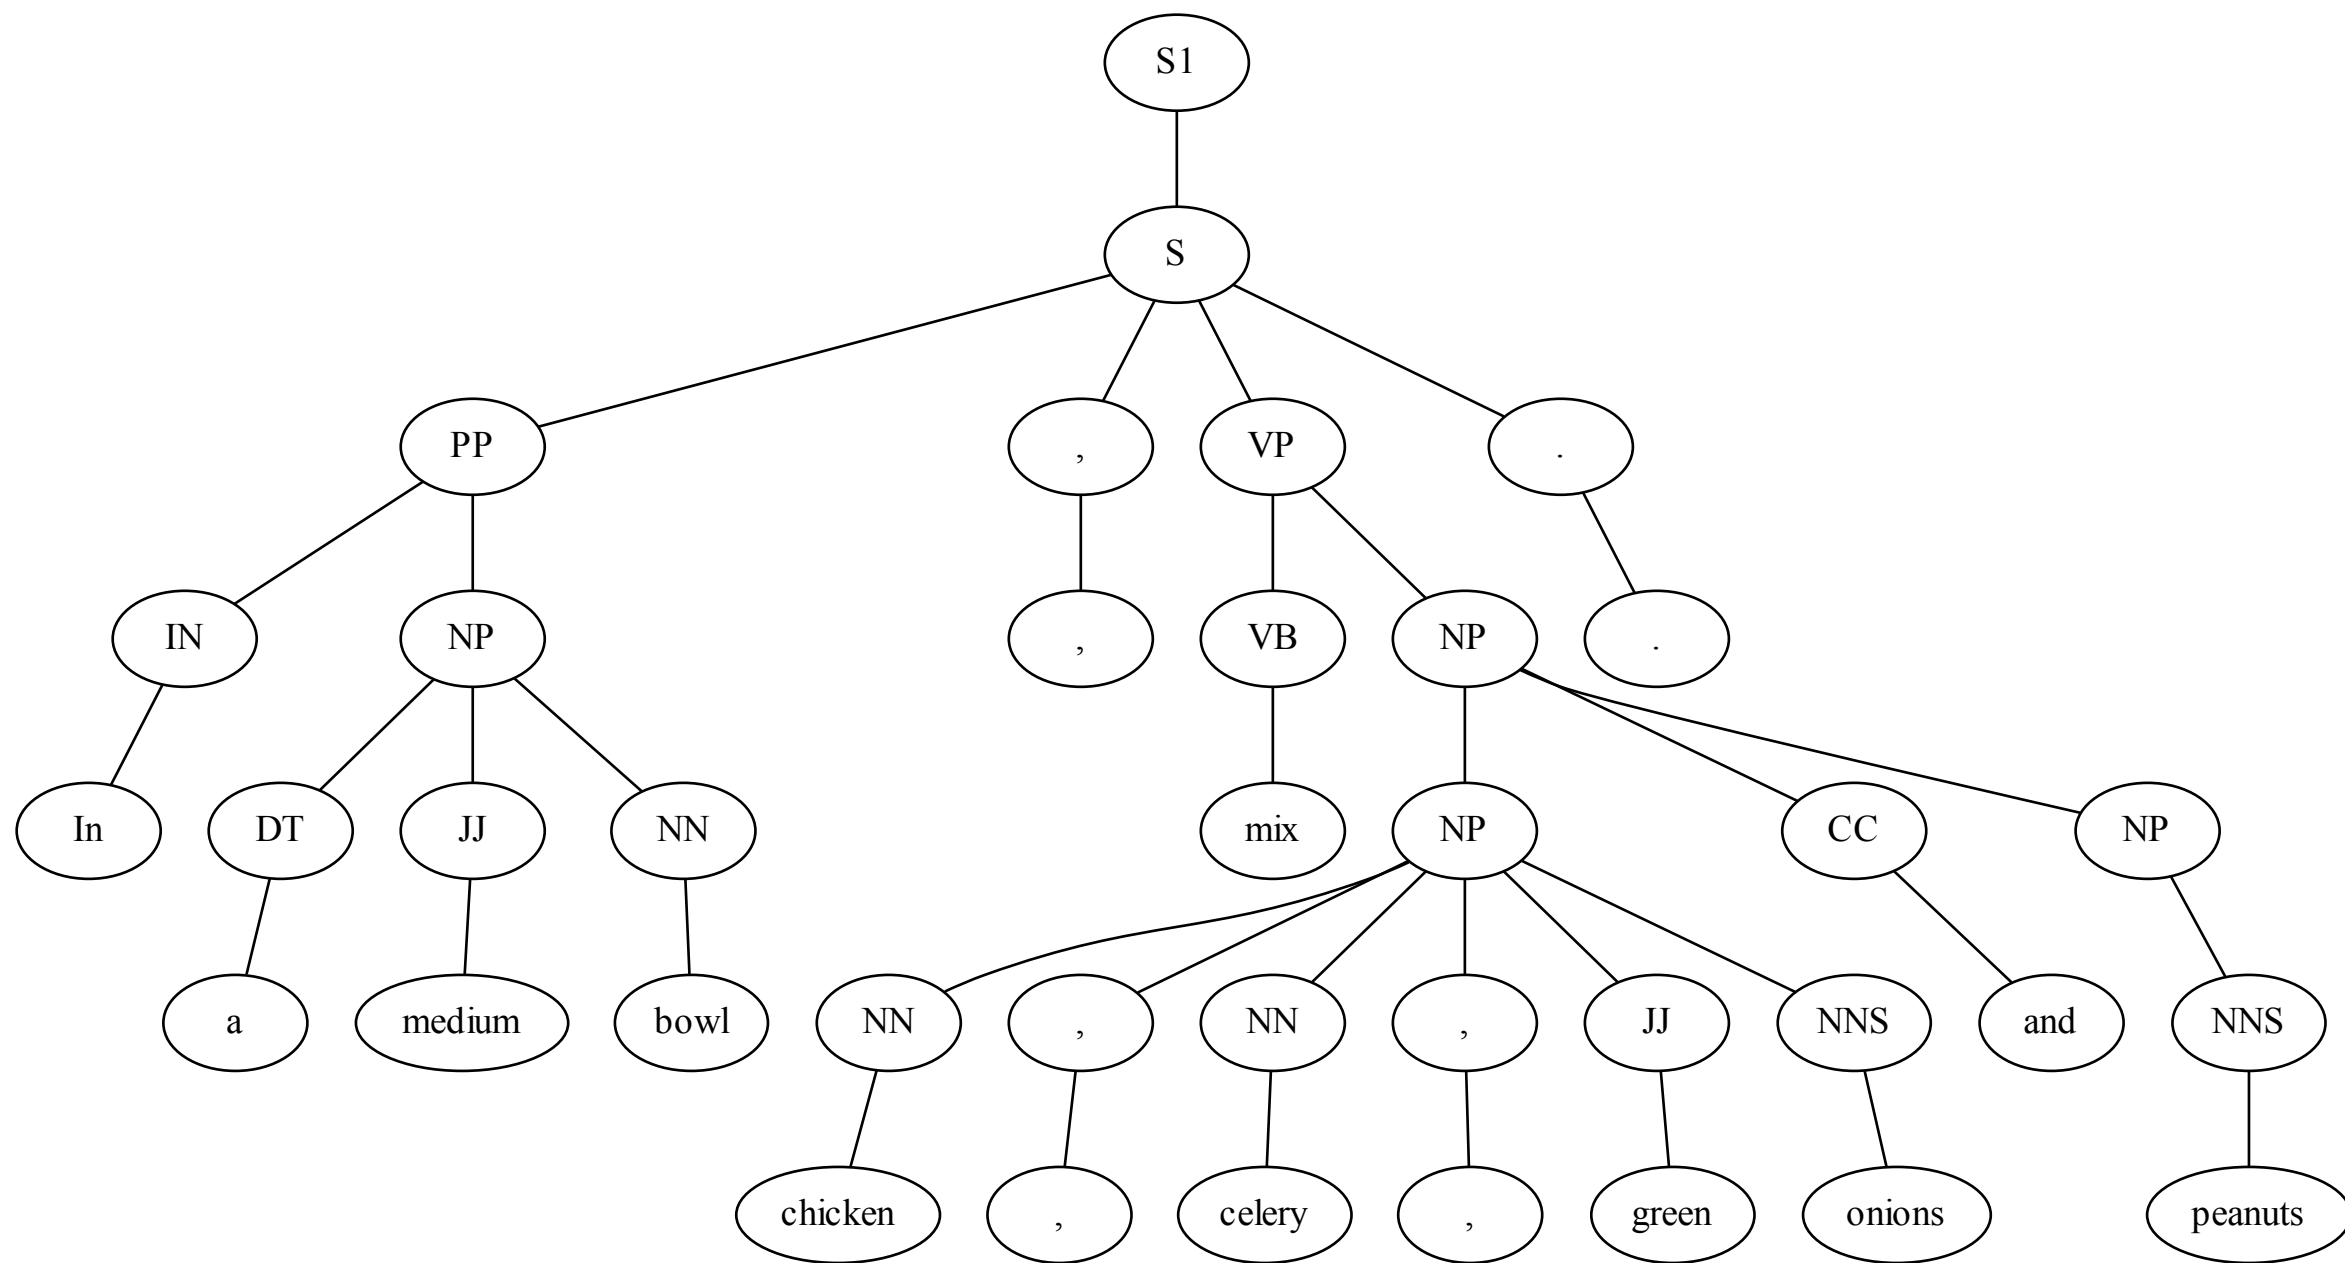 S1
S
PP , VP .
IN NP , VB NP .
In DT JJ NN mix NP CC NP
a medium bowl NN , NN , JJ NNS and NNS
chicken , celery , green onions peanuts